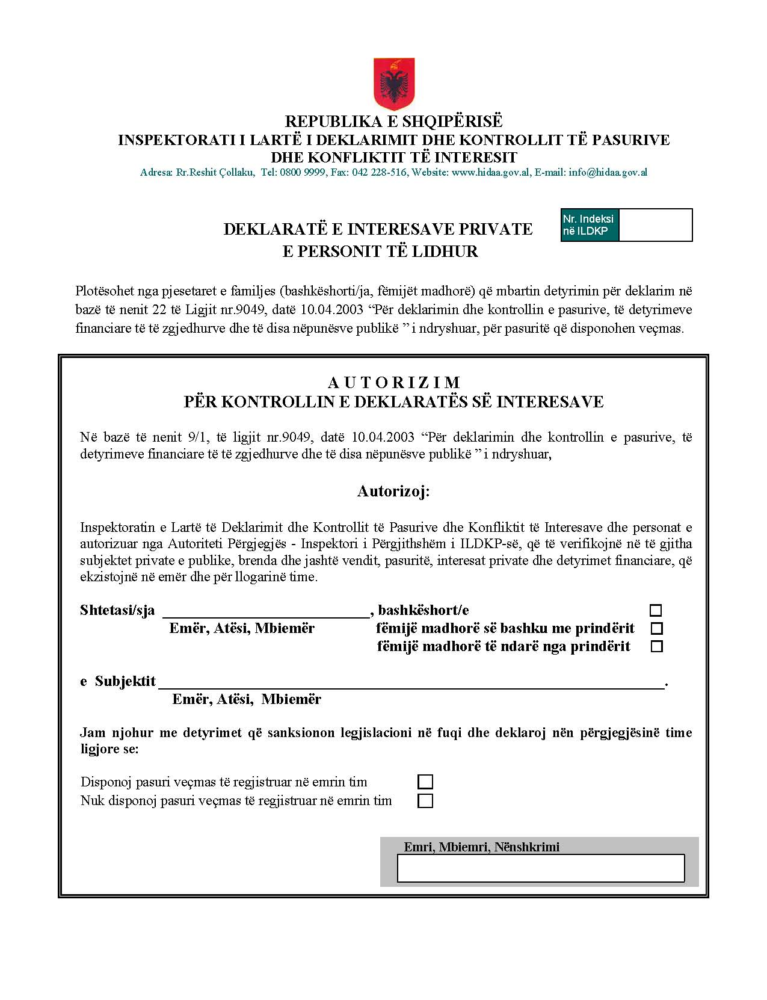 REPUBLIKA E SHQIPËRISË
INSPEKTORATI I LARTË I DEKLARIMIT DHE KONTROLLIT TË PASURIVE
DHE KONFLIKTIT TË INTERESIT
Adresa: Rr.Reshit Çollaku, Tel: 0800 9999, Fax: 042 228-516, Website: www.hidaa.gov.al, E-mail: info@hidaa.gov.al
Nr. Indeksi
në ILDKP
DEKLARATË E INTERESAVE PRIVATE
E PERSONIT TË LIDHUR
Plotësohet nga pjesetaret e familjes (bashkëshorti/ja, fëmijët madhorë) që mbartin detyrimin për deklarim në
bazë të nenit 22 të Ligjit nr.9049, datë 10.04.2003 “Për deklarimin dhe kontrollin e pasurive, të detyrimeve
financiare të të zgjedhurve dhe të disa nëpunësve publikë ” i ndryshuar, për pasuritë që disponohen veçmas.
A U T O R I Z I M
PËR KONTROLLIN E DEKLARATËS SË INTERESAVE
Në bazë të nenit 9/1, të ligjit nr.9049, datë 10.04.2003 “Për deklarimin dhe kontrollin e pasurive, të
detyrimeve financiare të të zgjedhurve dhe të disa nëpunësve publikë ” i ndryshuar,
Autorizoj:
Inspektoratin e Lartë të Deklarimit dhe Kontrollit të Pasurive dhe Konfliktit të Interesave dhe personat e
autorizuar nga Autoriteti Përgjegjës - Inspektori i Përgjithshëm i ILDKP-së, që të verifikojnë në të gjitha
subjektet private e publike, brenda dhe jashtë vendit, pasuritë, interesat private dhe detyrimet financiare, që
ekzistojnë në emër dhe për llogarinë time.
Shtetasi/sja __________________________, bashkëshort/e
Emër, Atësi, Mbiemër fëmijë madhorë së bashku me prindërit
fëmijë madhorë të ndarë nga prindërit
e Subjektit ________________________________________________________________.
Emër, Atësi, Mbiemër
Jam njohur me detyrimet që sanksionon legjislacioni në fuqi dhe deklaroj nën përgjegjësinë time
ligjore se:
Disponoj pasuri veçmas të regjistruar në emrin tim
Nuk disponoj pasuri veçmas të regjistruar në emrin tim
Emri, Mbiemri, Nënshkrimi